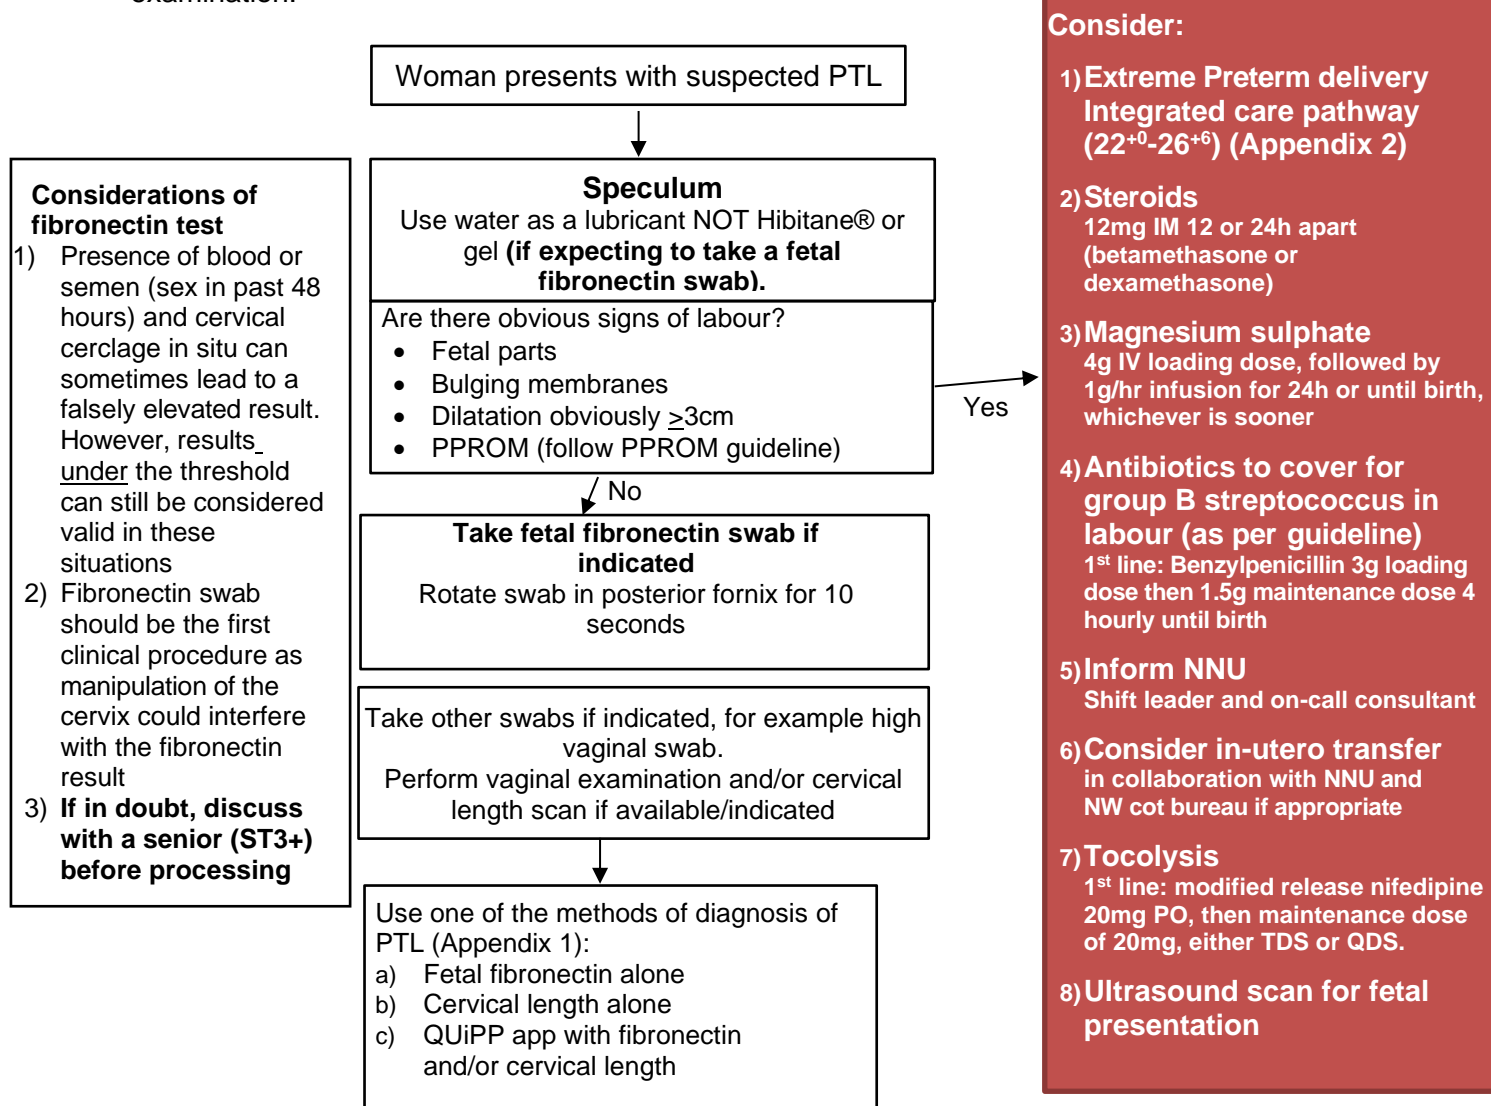 examination.
Woman presents with suspected PTL
Considerations of
fibronectin test
1) Presence of blood or
semen (sex in past 48
hours) and cervical
cerclage in situ can
sometimes lead to a
falsely elevated result.
However, results
under the threshold
can still be considered
valid in these
situations
2) Fibronectin swab
should be the first
clinical procedure as
manipulation of the
cervix could interfere
with the fibronectin
result
3) If in doubt, discuss
with a senior (ST3+)
before processing
Speculum
Use water as a lubricant NOT Hibitane® or
gel (if expecting to take a fetal
fibronectin swab).
Are there obvious signs of labour?
• Fetal parts
• Bulging membranes
• Dilatation obviously ≥3cm
• PPROM (follow PPROM guideline)
Yes
No
Take fetal fibronectin swab if
indicated
Rotate swab in posterior fornix for 10
seconds
Take other swabs if indicated, for example high
vaginal swab.
Perform vaginal examination and/or cervical
length scan if available/indicated
Use one of the methods of diagnosis of
PTL (Appendix 1):
a) Fetal fibronectin alone
b) Cervical length alone
c) QUiPP app with fibronectin
and/or cervical length
Consider:
1) Extreme Preterm delivery
Integrated care pathway
(22+0-26+6) (Appendix 2)
2) Steroids
12mg IM 12 or 24h apart
(betamethasone or
dexamethasone)
3) Magnesium sulphate
4g IV loading dose, followed by
1g/hr infusion for 24h or until birth,
whichever is sooner
4) Antibiotics to cover for
group B streptococcus in
labour (as per guideline)
1st line: Benzylpenicillin 3g loading
dose then 1.5g maintenance dose 4
hourly until birth
5) Inform NNU
Shift leader and on-call consultant
6) Consider in-utero transfer
in collaboration with NNU and
NW cot bureau if appropriate
7) Tocolysis
1st line: modified release nifedipine
20mg PO, then maintenance dose
of 20mg, either TDS or QDS.
8) Ultrasound scan for fetal
presentation